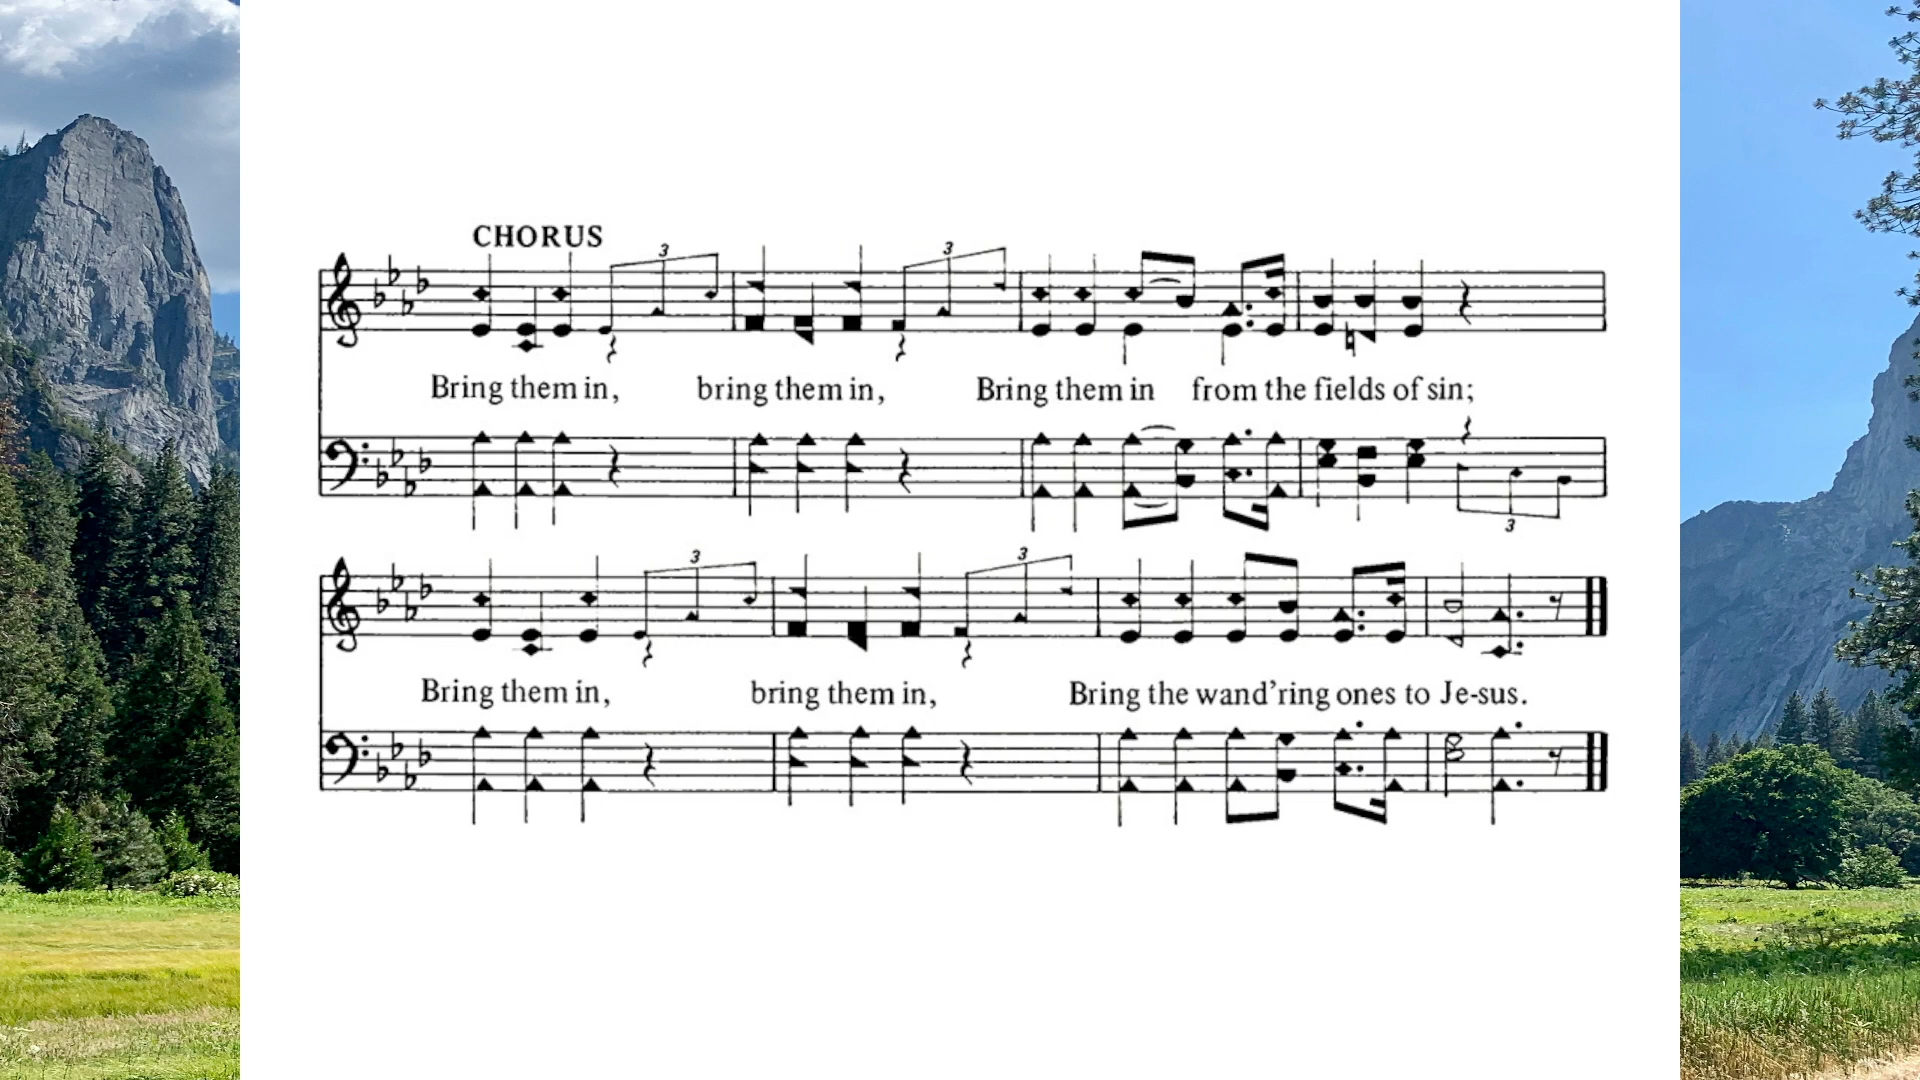 CHORUS
3 3
Bring them in, bring them in, Bring them in from the fields of sin;
3
3 3
Bring them in, bring them in, Bring the wand’ring ones to Je-sus.